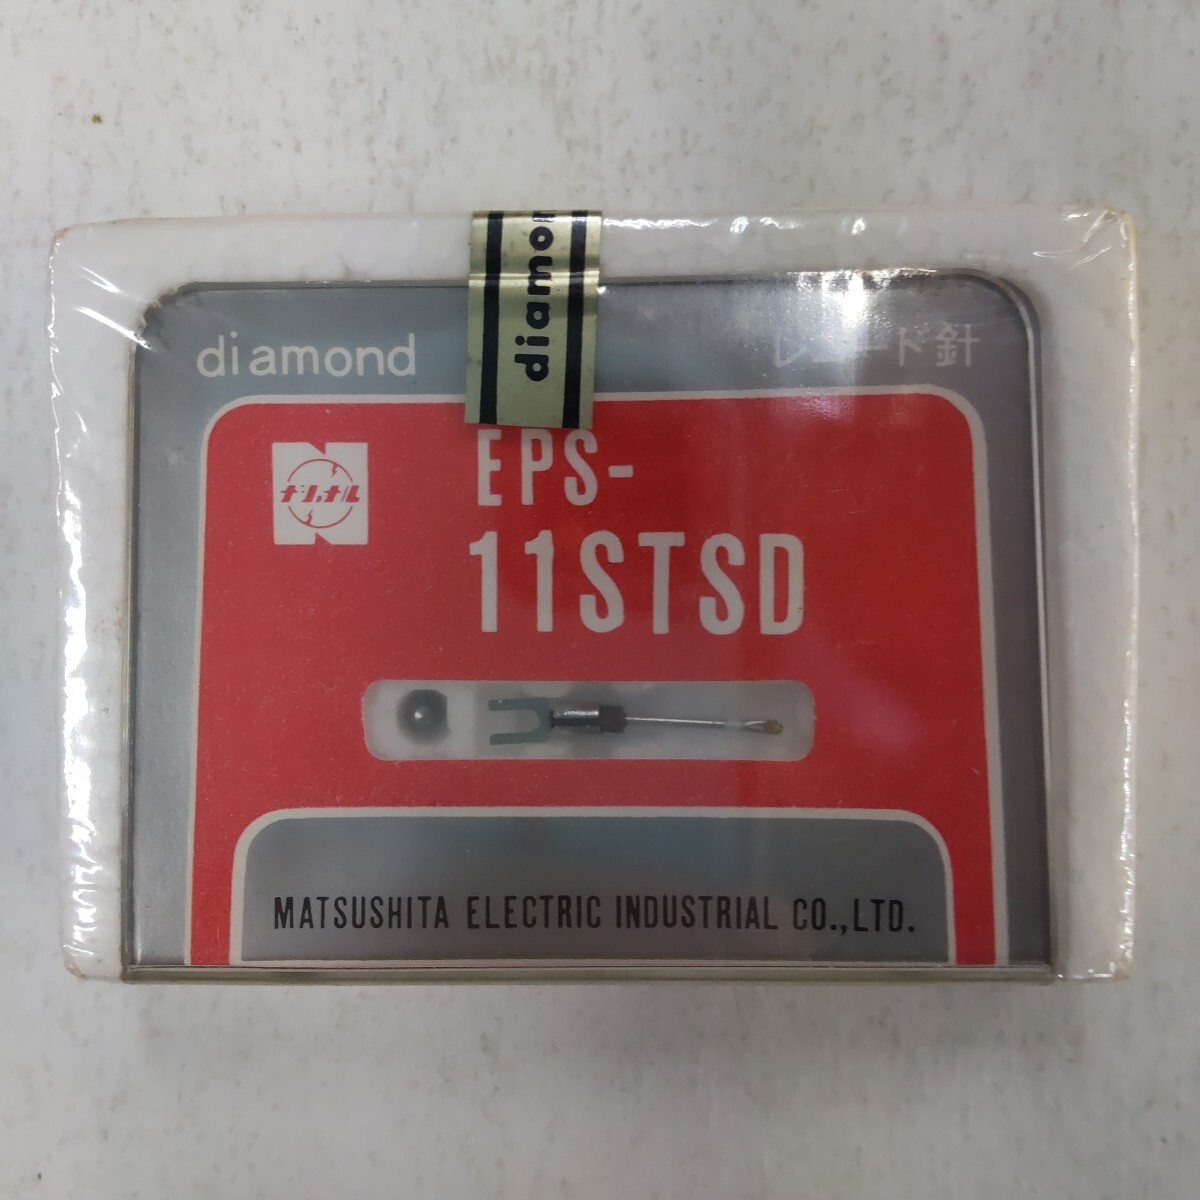 diamo
diamond
レコード針
ナショナル
EPS-
11STSD
MATSUSHITA ELECTRIC INDUSTRIAL CO.,LTD.